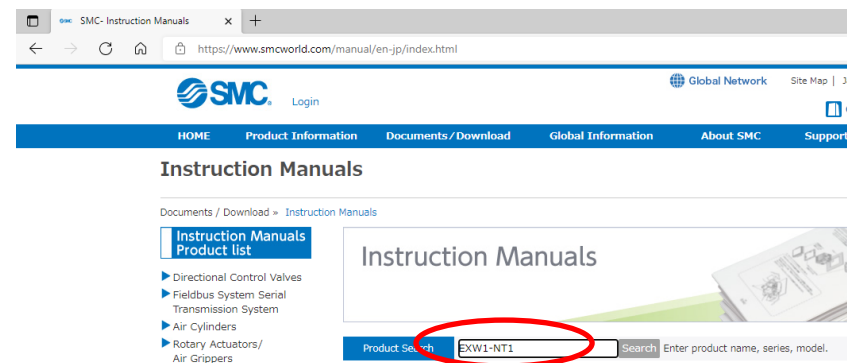 SMC- Instruction Manuals
https://www.smcworld.com/manual/en-jp/index.html
SMC. Login
Global Network Site Map | J
HOME Product Information Documents/Download Global Information About SMC Support
Instruction Manuals
Documents / Download » Instruction Manuals
Instruction Manuals
Product list
Directional Control Valves
Fieldbus System Serial
Transmission System
Air Cylinders
Rotary Actuators/
Air Grippers
Instruction Manuals
Product Search EXW1-NT1 Search Enter product name, series, model.